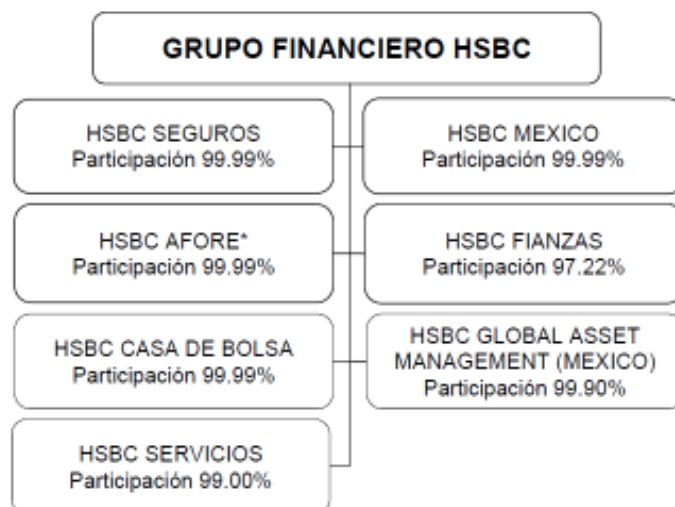 GRUPO FINANCIERO HSBC
HSBC SEGUROS
Participación 99.99%
HSBC MEXICO
Participación 99.99%
HSBC AFORE*
Participación 99.99%
HSBC FIANZAS
Participación 97.22%
HSBC CASA DE BOLSA
Participación 99.99%
HSBC GLOBAL ASSET
MANAGEMENT (MEXICO)
Participación 99.90%
HSBC SERVICIOS
Participación 99.00%